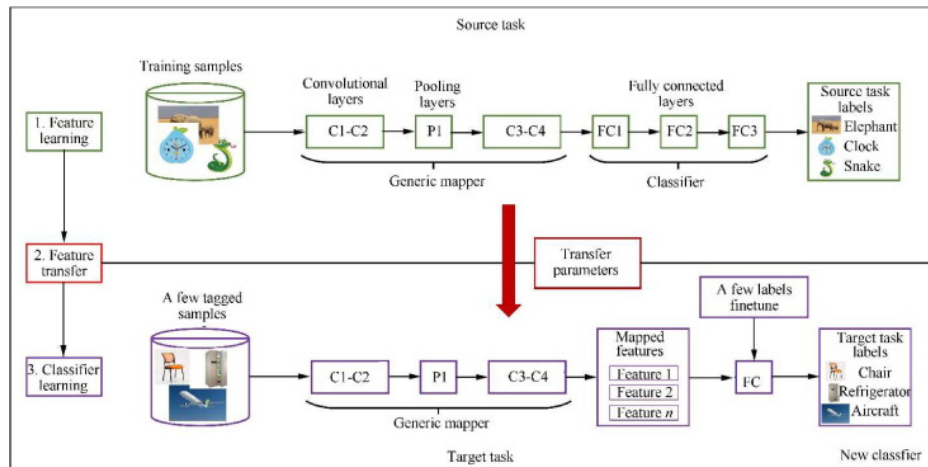 Source task
Training samples
Convolutional
layers
Pooling
layers
Fully connected
layers
Source task
labels
Elephant
Clock
Snake
1. Feature
learning
C1-C2
P1
C3-C4
FC1
FC2
FC3
Generic mapper
Classifier
2. Feature
transfer
Transfer
parameters
A few tagged
samples
A few labels
finetune
3. Classifier
learning
C1-C2
P1
C3-C4
Mapped
features
Feature 1
Feature 2
Feature n
FC
Target task
labels
Chair
Refrigerator
Aircraft
Generic mapper
Target task
New classfier